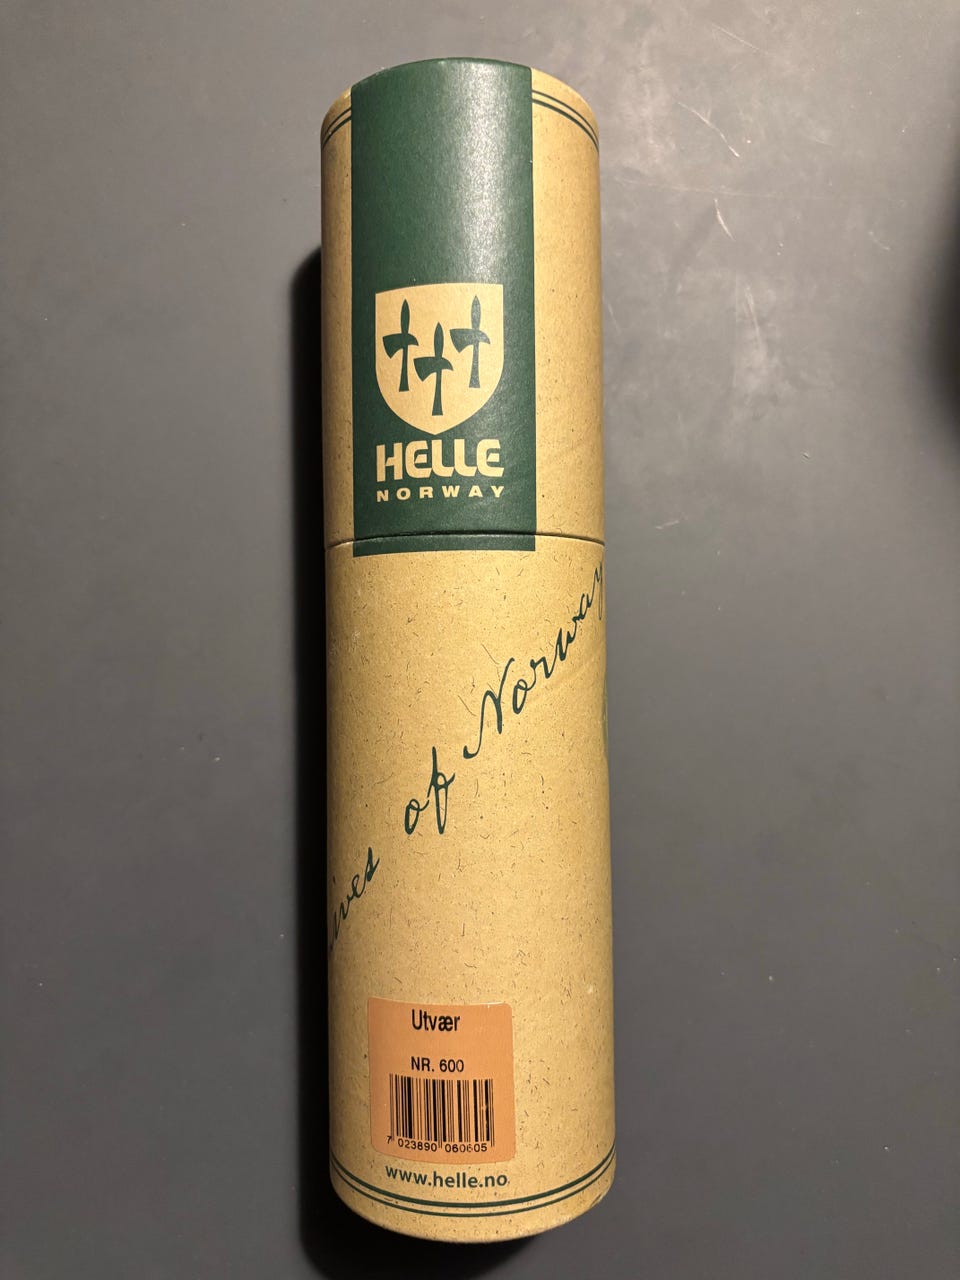 HELLE
NORWAY
of Norway
Utvær
NR. 600
7 023890 060605
www.helle.no